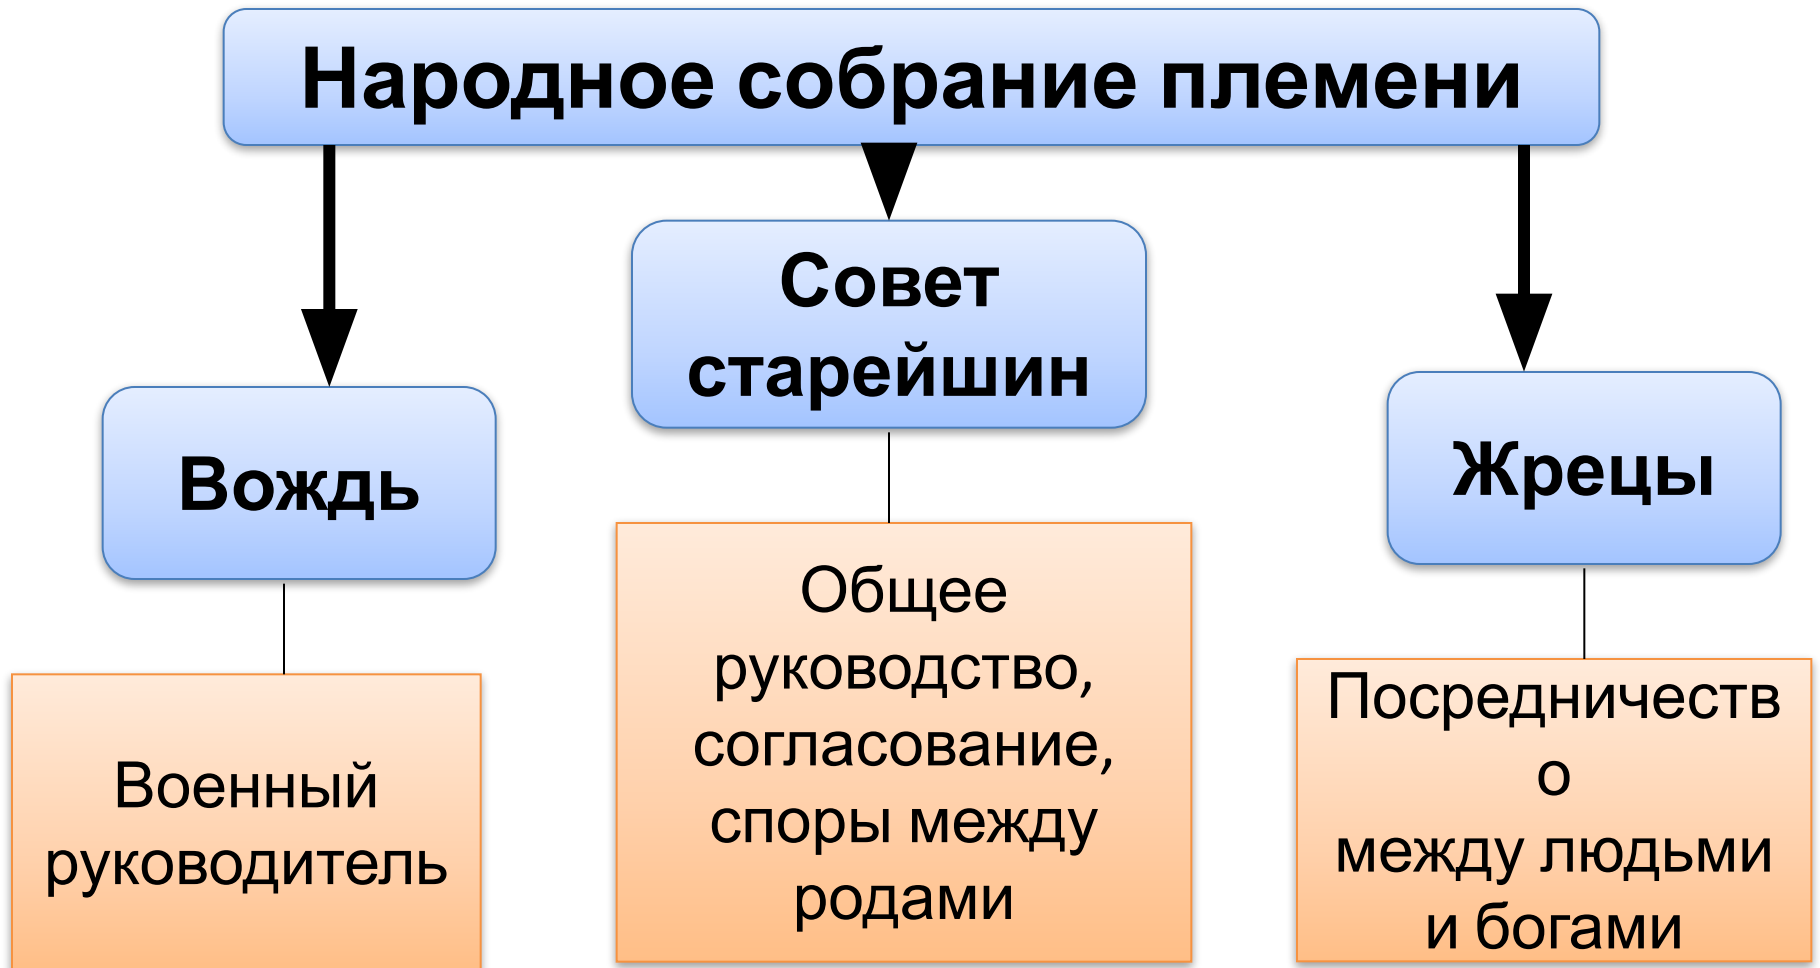 Народное собрание племени
Совет
старейшин
Вождь
Жрецы
Военный
руководитель
Общее
руководство,
согласование,
споры между
родами
Посредничеств
о
между людьми
и богами